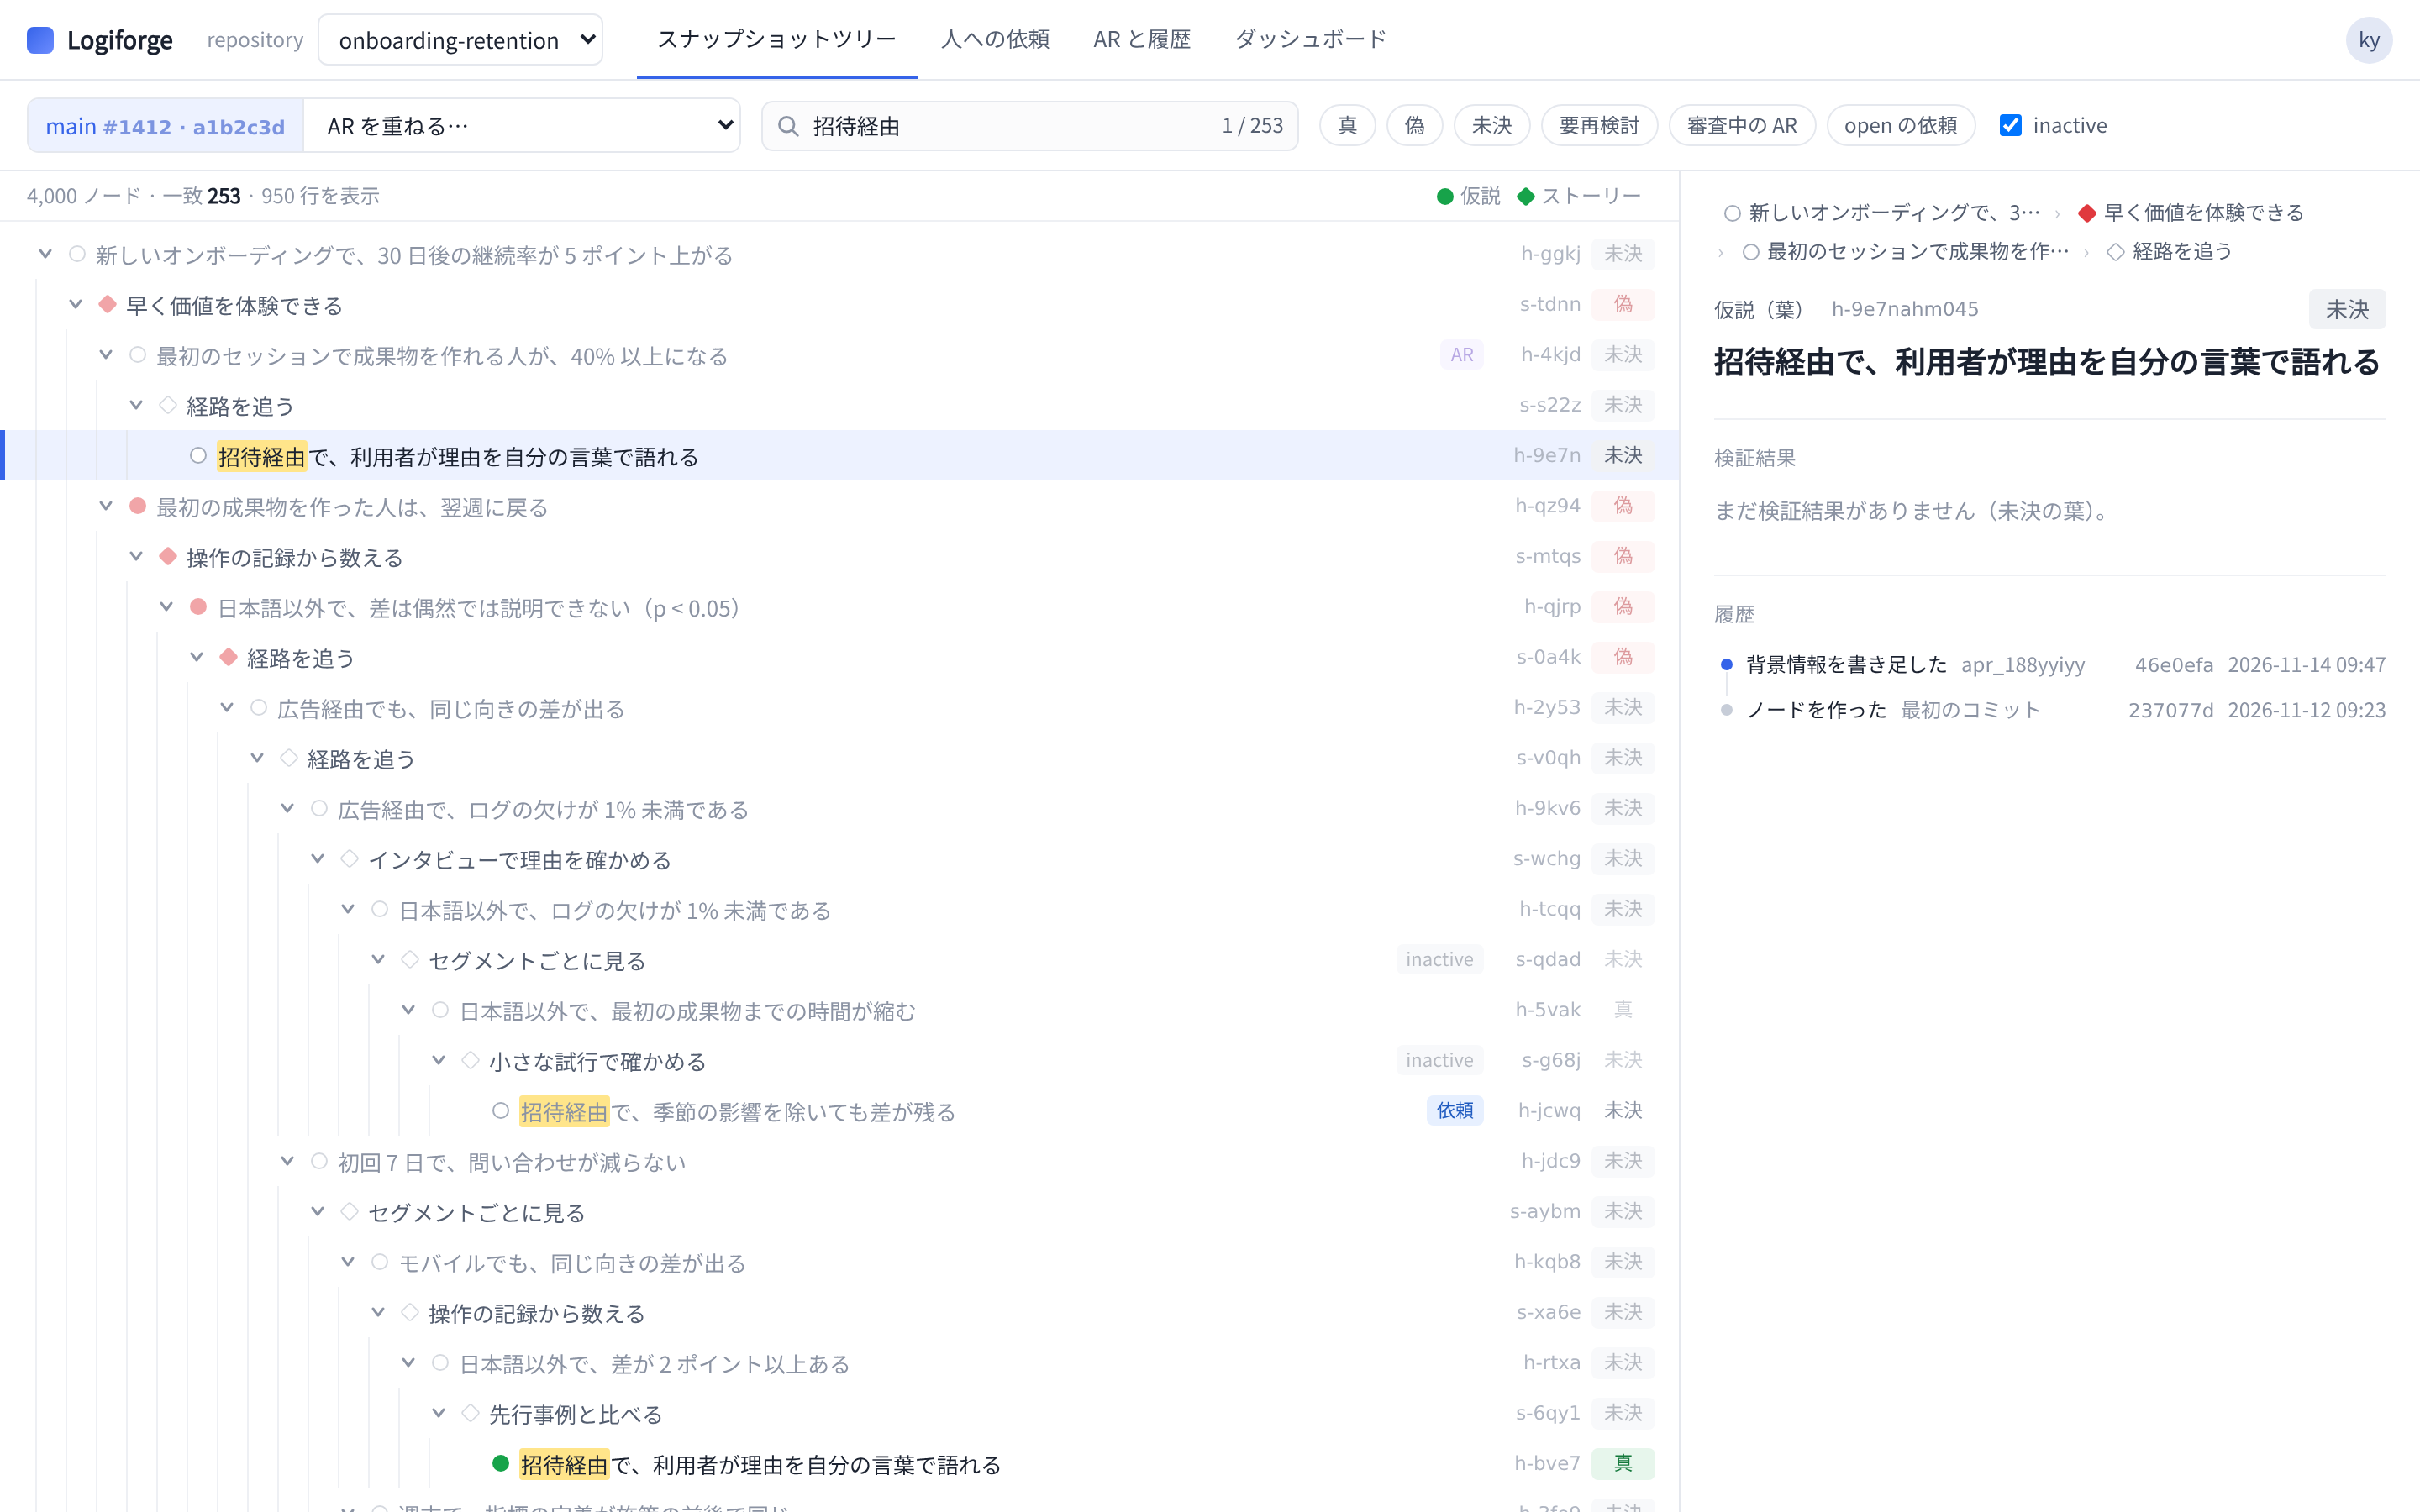 Logiforge repository onboarding-retention スナップショットツリー 人への依頼 AR と履歴 ダッシュボード ky
main #1412 · a1b2c3d AR を重ねる… 招待経由 1 / 253 真 偽 未決 要再検討 審査中の AR open の依頼 inactive
4,000 ノード · 一致 253 · 950 行を表示 仮説 ストーリー
新しいオンボーディングで、30 日後の継続率が 5 ポイント上がる h-ggkj 未決
早く価値を体験できる s-tdnn 偽
最初のセッションで成果物を作れる人が、40% 以上になる AR h-4kjd 未決
経路を追う s-s22z 未決
招待経由で、利用者が理由を自分の言葉で語れる h-9e7n 未決
最初の成果物を作った人は、翌週に戻る h-qz94 偽
操作の記録から数える s-mtqs 偽
日本語以外で、差は偶然では説明できない（p < 0.05） h-qjrp 偽
経路を追う s-0a4k 偽
広告経由でも、同じ向きの差が出る h-2y53 未決
経路を追う s-v0qh 未決
広告経由で、ログの欠けが 1% 未満である h-9kv6 未決
インタビューで理由を確かめる s-wchg 未決
日本語以外で、ログの欠けが 1% 未満である h-tcqq 未決
セグメントごとに見る inactive s-qdad 未決
日本語以外で、最初の成果物までの時間が縮む h-5vak 真
小さな試行で確かめる inactive s-g68j 未決
招待経由で、季節の影響を除いても差が残る 依頼 h-jcwq 未決
初回 7 日で、問い合わせが減らない h-jdc9 未決
セグメントごとに見る s-aybm 未決
モバイルでも、同じ向きの差が出る h-kqb8 未決
操作の記録から数える s-xa6e 未決
日本語以外で、差が 2 ポイント以上ある h-rtxa 未決
先行事例と比べる s-6qy1 未決
招待経由で、利用者が理由を自分の言葉で語れる h-bve7 真
新しいオンボーディングで、3… › 早く価値を体験できる
› 最初のセッションで成果物を作… › 経路を追う
仮説（葉） h-9e7nahm045 未決
招待経由で、利用者が理由を自分の言葉で語れる
検証結果
まだ検証結果がありません（未決の葉）。
履歴
背景情報を書き足した apr_188yyiyy 46e0efa 2026-11-14 09:47
ノードを作った 最初のコミット 237077d 2026-11-12 09:23